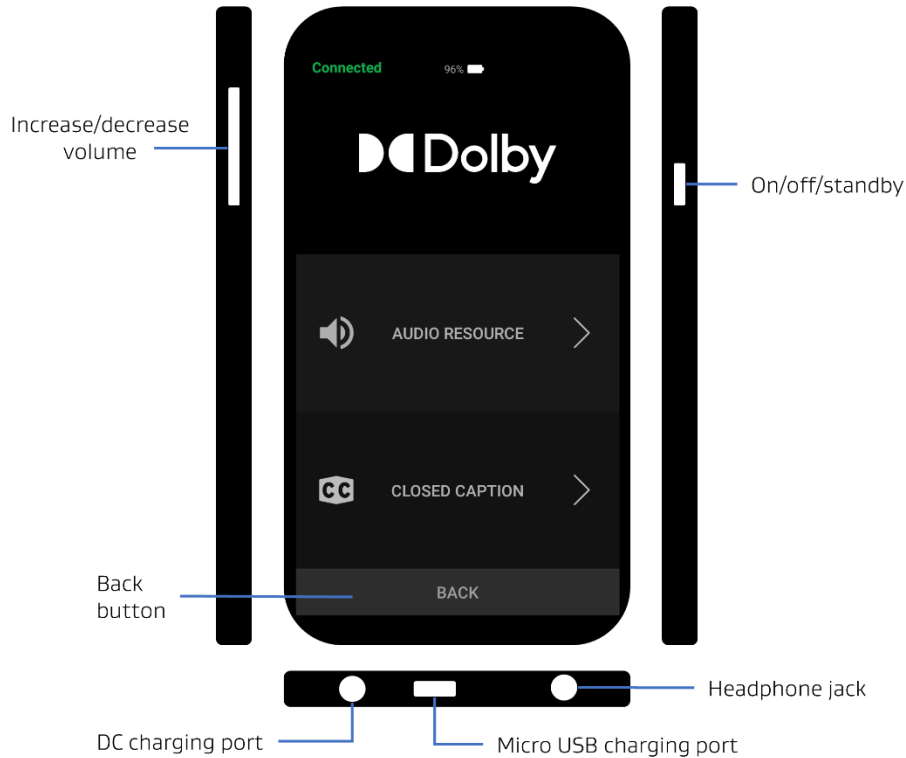 Connected
96%
Dolby
Increase/decrease
volume
On/off/standby
AUDIO RESOURCE
CC
CLOSED CAPTION
Back
button
BACK
Headphone jack
DC charging port
Micro USB charging port